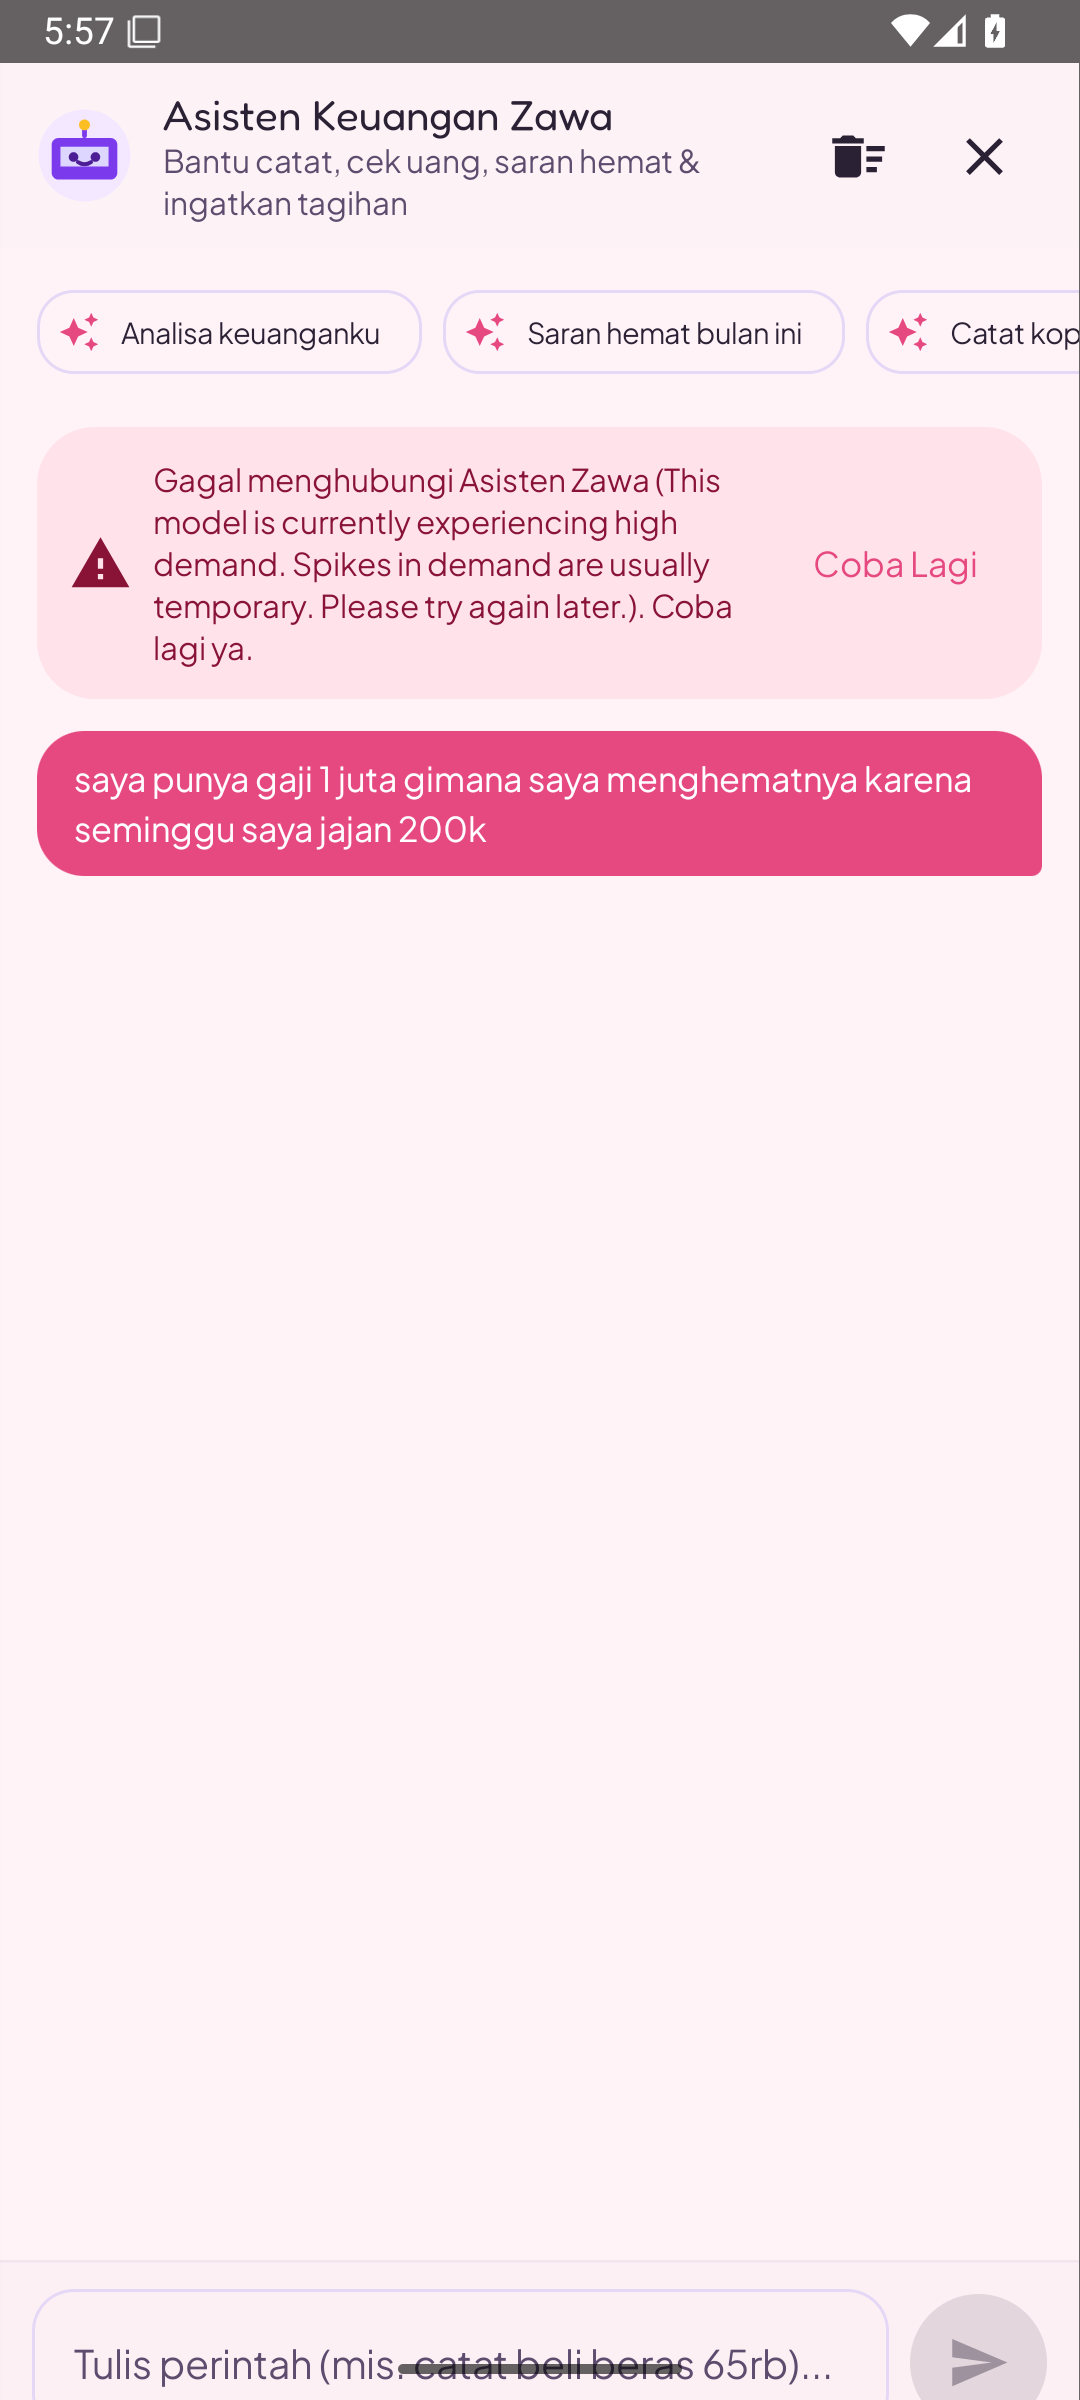 5:57
Asisten Keuangan Zawa
Bantu catat, cek uang, saran hemat &
ingatkan tagihan
Analisa keuanganku
Saran hemat bulan ini
Catat kop
Gagal menghubungi Asisten Zawa (This
model is currently experiencing high
demand. Spikes in demand are usually
temporary. Please try again later.). Coba
lagi ya.
Coba Lagi
saya punya gaji 1 juta gimana saya menghematnya karena
seminggu saya jajan 200k
Tulis perintah (mis. catat beli beras 65rb)...